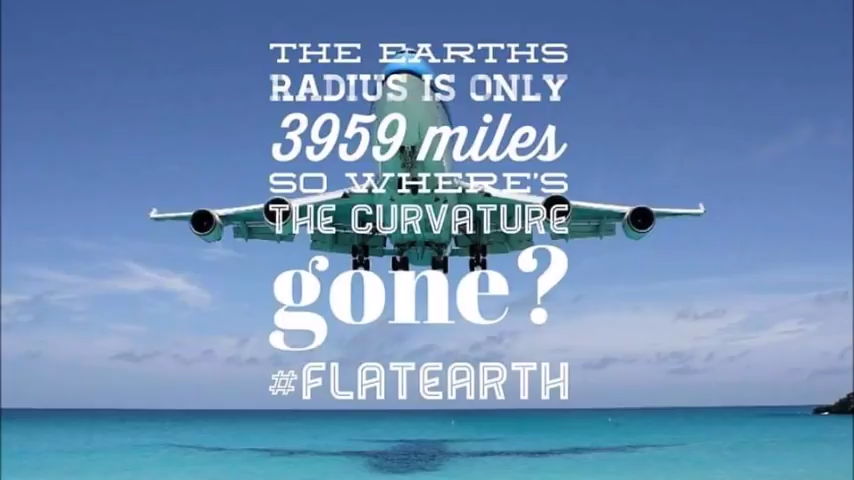 THE EARTHS
RADIUS IS ONLY
3959 miles
SO WHERE'S
THE CURVATURE
gone?
#FLATEARTH